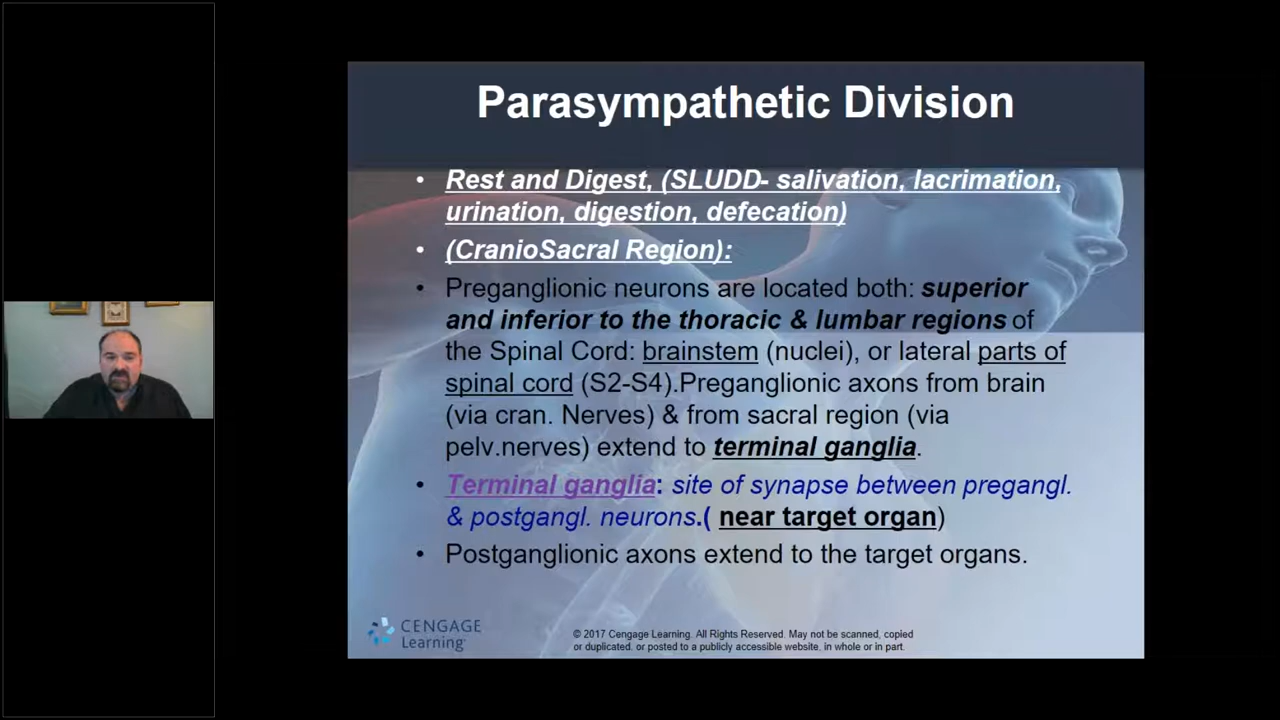 Parasympathetic Division
• Rest and Digest, (SLUDD- salivation, lacrimation,
urination, digestion, defecation)
• (CranioSacral Region):
• Preganglionic neurons are located both: superior
and inferior to the thoracic & lumbar regions of
the Spinal Cord: brainstem (nuclei), or lateral parts of
spinal cord (S2-S4).Preganglionic axons from brain
(via cran. Nerves) & from sacral region (via
pelv.nerves) extend to terminal ganglia.
• Terminal ganglia: site of synapse between pregangl.
& postgangl. neurons.( near target organ)
• Postganglionic axons extend to the target organs.
CENGAGE
Learning
© 2017 Cengage Learning. All Rights Reserved. May not be scanned, copied
or duplicated, or posted to a publicly accessible website, in whole or in part.